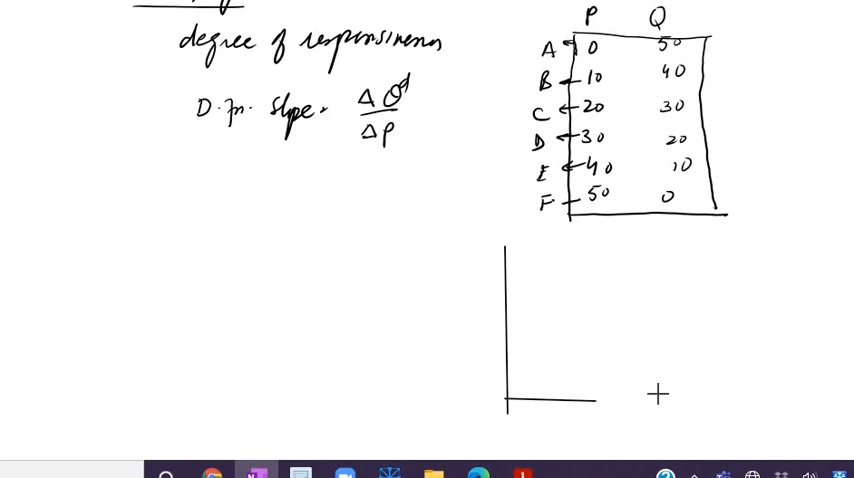 degree of responsiveness
D.fn. slope = ΔQᵈ
ΔP
P Q
A 0 50
B 10 40
C 20 30
D 30 20
E 40 10
F 50 0